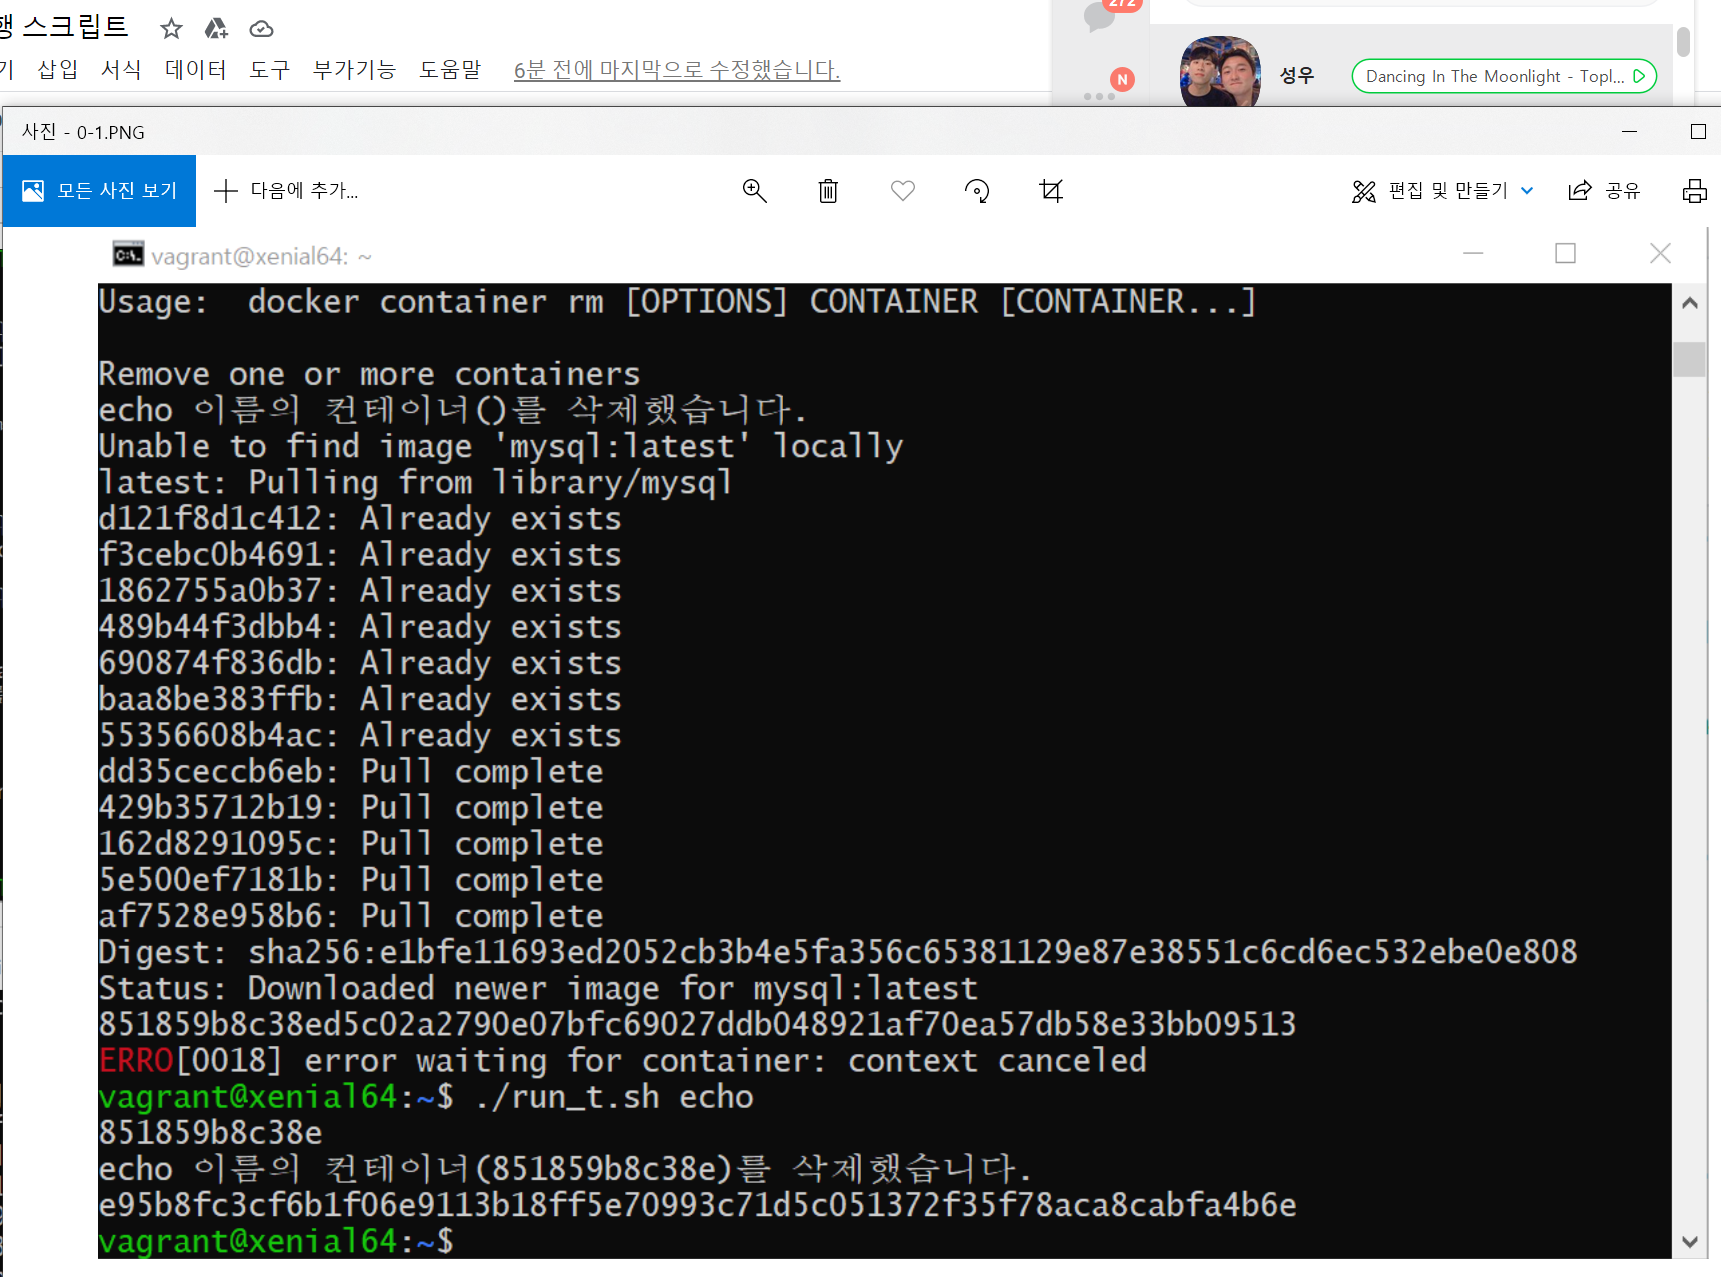 스크립트
272
삽입 서식 데이터 도구 부가기능 도움말 6분 전에 마지막으로 수정했습니다.
N
성우
Dancing In The Moonlight - Topl...
사진 - 0-1.PNG
모든 사진 보기
다음에 추가...
편집 및 만들기
공유
vagrant@xenial64: ~
Usage:  docker container rm [OPTIONS] CONTAINER [CONTAINER...]
Remove one or more containers
echo 이름의 컨테이너()를 삭제했습니다.
Unable to find image 'mysql:latest' locally
latest: Pulling from library/mysql
d121f8d1c412: Already exists
f3cebc0b4691: Already exists
1862755a0b37: Already exists
489b44f3dbb4: Already exists
690874f836db: Already exists
baa8be383ffb: Already exists
55356608b4ac: Already exists
dd35ceccb6eb: Pull complete
429b35712b19: Pull complete
162d8291095c: Pull complete
5e500ef7181b: Pull complete
af7528e958b6: Pull complete
Digest: sha256:e1bfe11693ed2052cb3b4e5fa356c65381129e87e38551c6cd6ec532ebe0e808
Status: Downloaded newer image for mysql:latest
851859b8c38ed5c02a2790e07bfc69027ddb048921af70ea57db58e33bb09513
ERRO[0018] error waiting for container: context canceled
vagrant@xenial64:~$ ./run_t.sh echo
851859b8c38e
echo 이름의 컨테이너(851859b8c38e)를 삭제했습니다.
e95b8fc3cf6b1f06e9113b18ff5e70993c71d5c051372f35f78aca8cabfa4b6e
vagrant@xenial64:~$